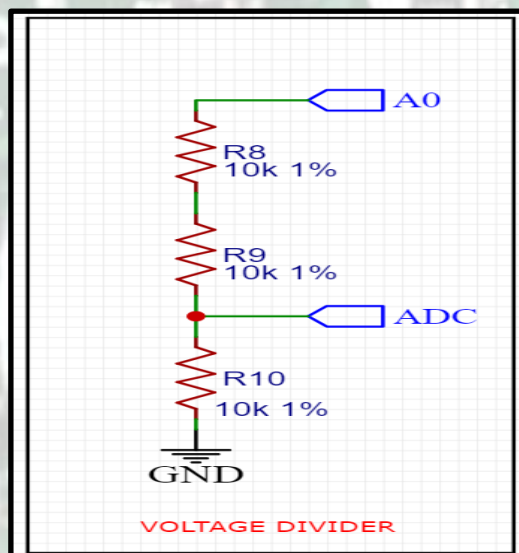 A0
R8
10k 1%
R9
10k 1%
ADC
R10
10k 1%
GND
VOLTAGE DIVIDER